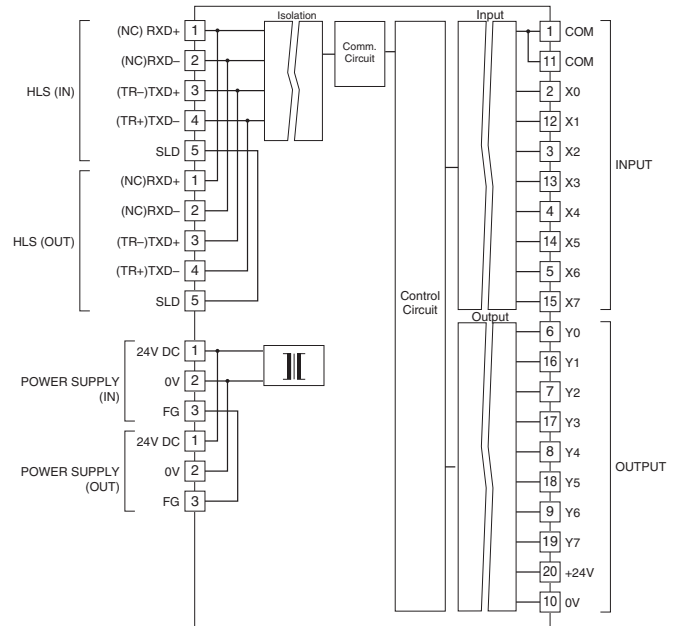 Isolation
Input
(NC) RXD+ 1
(NC)RXD– 2
(TR–)TXD+ 3
(TR+)TXD– 4
SLD 5
HLS (IN)
(NC)RXD+ 1
(NC)RXD– 2
(TR–)TXD+ 3
(TR+)TXD– 4
SLD 5
HLS (OUT)
24V DC 1
0V 2
FG 3
POWER SUPPLY
(IN)
24V DC 1
0V 2
FG 3
POWER SUPPLY
(OUT)
Comm.
Circuit
Control
Circuit
1 COM
11 COM
2 X0
12 X1
3 X2
13 X3
4 X4
14 X5
5 X6
15 X7
INPUT
Output
6 Y0
16 Y1
7 Y2
17 Y3
8 Y4
18 Y5
9 Y6
19 Y7
20 +24V
10 0V
OUTPUT